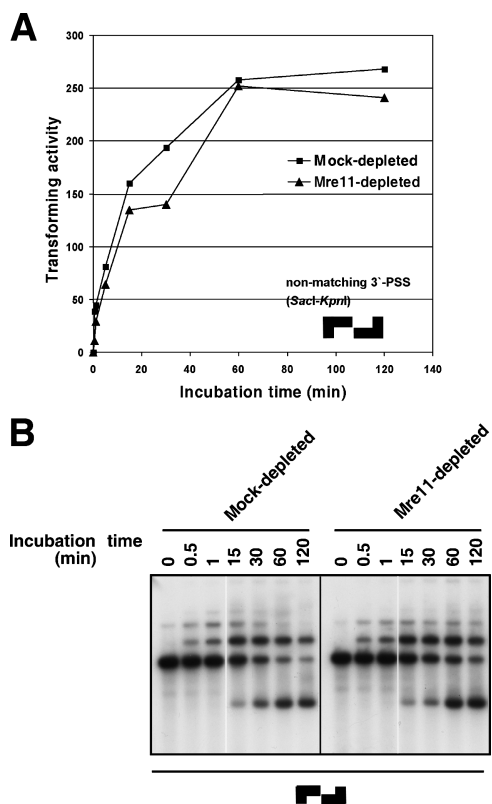 A
300
250
200
150
100
50
0
Transforming activity
Mock-depleted
Mre11-depleted
non-matching 3`-PSS
(SacI-KpnI)
0 20 40 60 80 100 120 140
Incubation time (min)
B
Mock-depleted Mre11-depleted
Incubation time
(min)
0 0.5 1 15 30 60 120 0 0.5 1 15 30 60 120